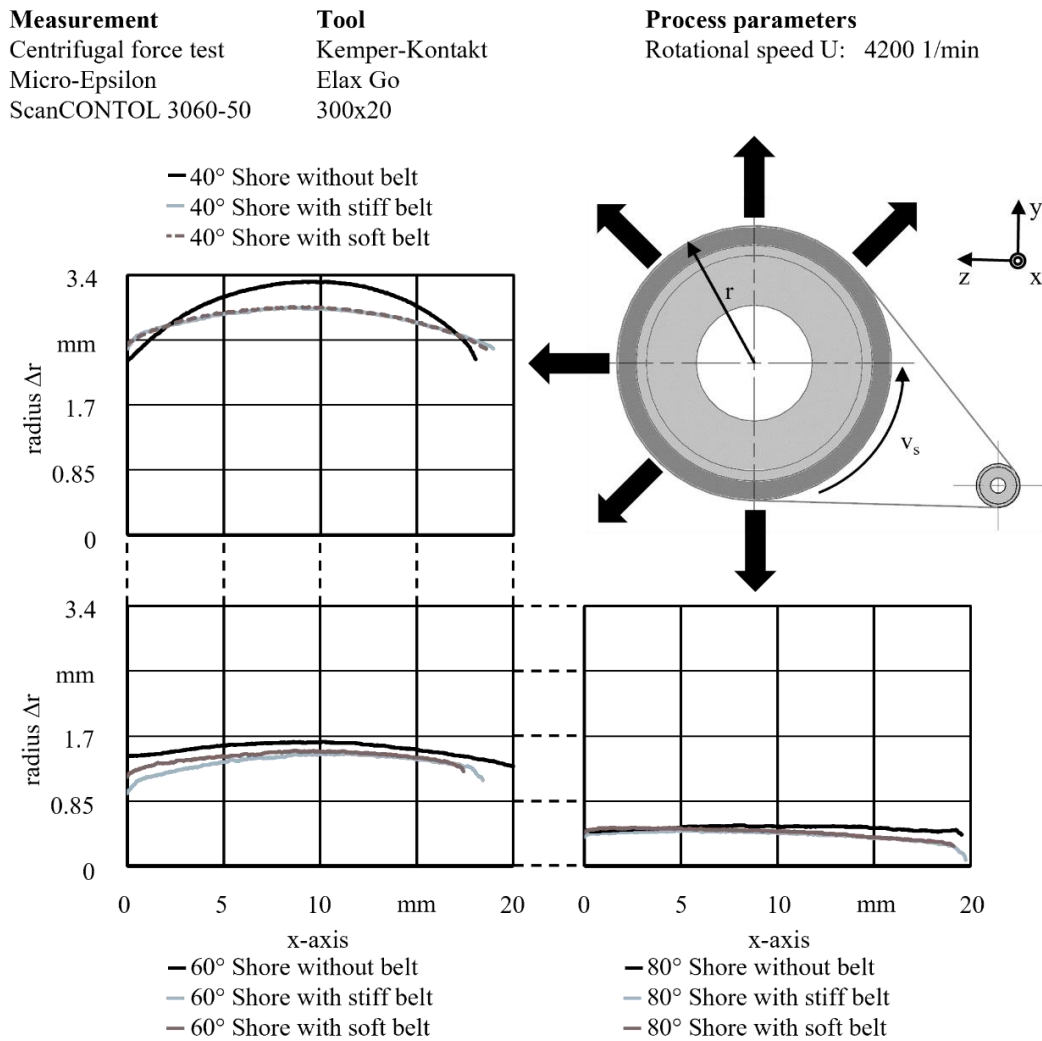 Measurement
Centrifugal force test
Micro-Epsilon
ScanCONTOL 3060-50
Tool
Kemper-Kontakt
Elax Go
300x20
Process parameters
Rotational speed U: 4200 1/min
40° Shore without belt
40° Shore with stiff belt
40° Shore with soft belt
3.4
mm
1.7
0.85
0
radius Δr
r
v_s
y
z
x
3.4
mm
1.7
0.85
0
radius Δr
0 5 10 mm 20
x-axis
0 5 10 mm 20
x-axis
60° Shore without belt
60° Shore with stiff belt
60° Shore with soft belt
80° Shore without belt
80° Shore with stiff belt
80° Shore with soft belt